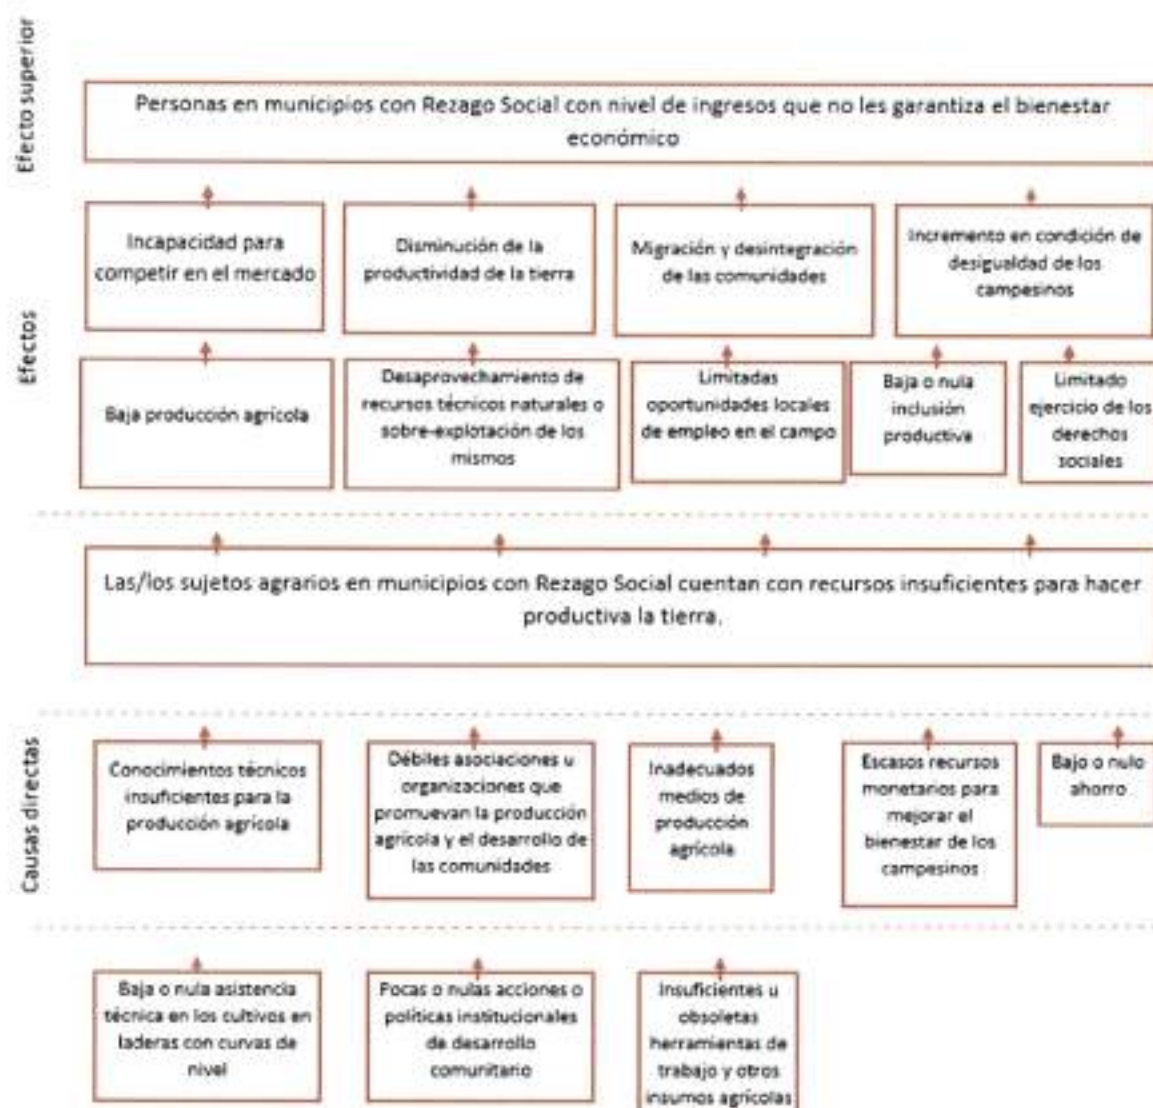 Efecto superior
Personas en municipios con Rezago Social con nivel de ingresos que no les garantiza el bienestar
económico
Efectos
Incapacidad para
competir en el mercado
Disminución de la
productividad de la tierra
Migración y desintegración
de las comunidades
Incremento en condición de
desigualdad de los
campesinos
Baja producción agrícola
Desaprovechamiento de
recursos técnicos naturales o
sobre-explotación de los
mismos
Limitadas
oportunidades locales
de empleo en el campo
Baja o nula
inclusión
productiva
Limitado
ejercicio de los
derechos
sociales
Las/los sujetos agrarios en municipios con Rezago Social cuentan con recursos insuficientes para hacer
productiva la tierra.
Causas directas
Conocimientos técnicos
insuficientes para la
producción agrícola
Débiles asociaciones u
organizaciones que
promuevan la producción
agrícola y el desarrollo de
las comunidades
Inadecuados
medios de
producción
agrícola
Escasos recursos
monetarios para
mejorar el
bienestar de los
campesinos
Bajo o nulo
ahorro
Baja o nula asistencia
técnica en los cultivos en
laderas con curvas de
nivel
Pocas o nulas acciones o
políticas institucionales
de desarrollo
comunitario
Insuficientes u
obsoletas
herramientas de
trabajo y otros
insumos agrícolas